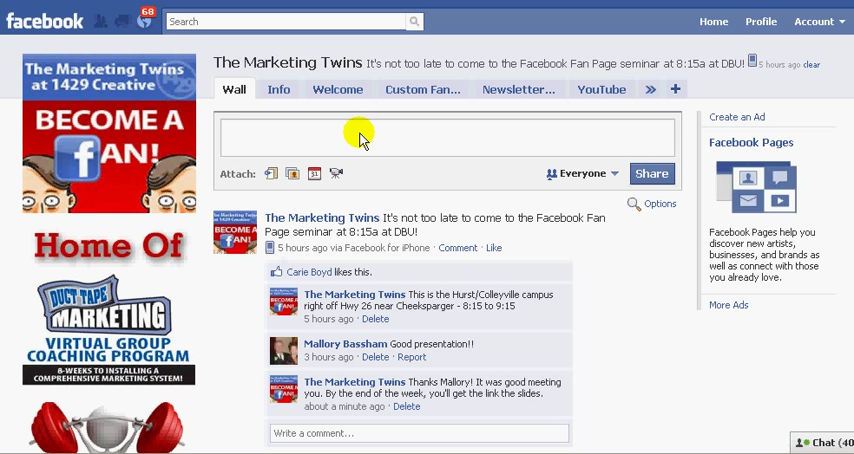 facebook
68
Search
Home Profile Account
The Marketing Twins
at 1429 Creative
BECOME A
f FAN!
Home Of
DUCT TAPE
MARKETING
VIRTUAL GROUP
COACHING PROGRAM
8-WEEKS TO INSTALLING A
COMPREHENSIVE MARKETING SYSTEM!
The Marketing Twins It's not too late to come to the Facebook Fan Page seminar at 8:15a at DBU! 5 hours ago clear
Wall Info Welcome Custom Fan... Newsletter... YouTube » +
Attach: 31 Everyone Share
Options
The Marketing Twins It's not too late to come to the Facebook Fan
Page seminar at 8:15a at DBU!
5 hours ago via Facebook for iPhone · Comment · Like
Carie Boyd likes this.
The Marketing Twins This is the Hurst/Colleyville campus
right off Hwy 26 near Cheeksparger - 8:15 to 9:15
5 hours ago · Delete
Mallory Bassham Good presentation!!
3 hours ago · Delete · Report
The Marketing Twins Thanks Mallory! It was good meeting
you. By the end of the week, you'll get the link the slides.
about a minute ago · Delete
Write a comment...
Create an Ad
Facebook Pages
Facebook Pages help you
discover new artists,
businesses, and brands as
well as connect with those
you already love.
More Ads
Chat (40